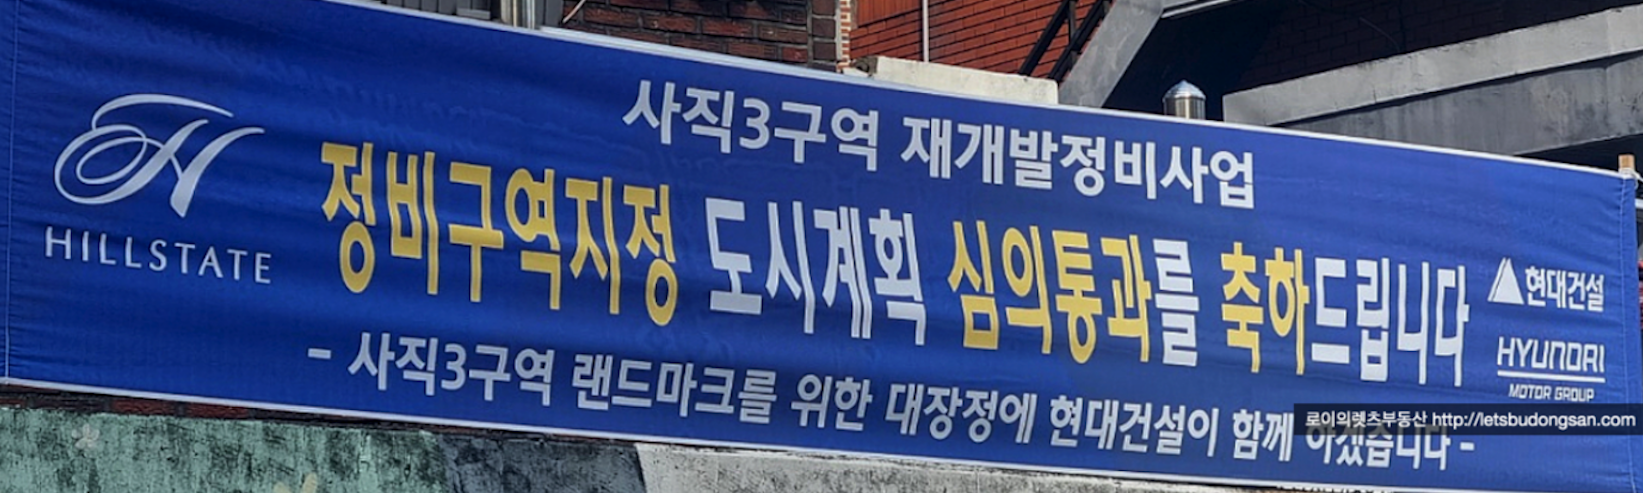 사직3구역 재개발정비사업
HILLSTATE
정비구역지정 도시계획 심의통과를 축하드립니다
현대건설
HYUNDAI
MOTOR GROUP
- 사직3구역 랜드마크를 위한 대장정에 현대건설이 함께 하겠습니다 -
로이의렛츠부동산 http://letsbudongsan.com